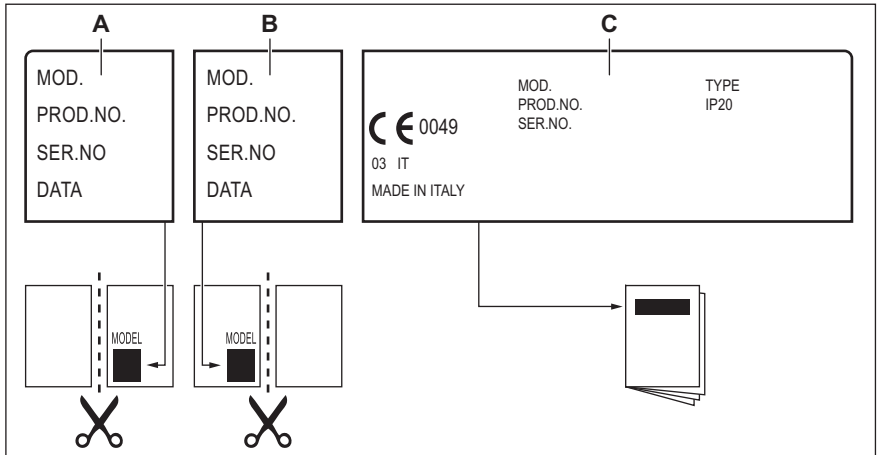 A
B
C
MOD.
PROD.NO.
SER.NO
DATA
MOD.
PROD.NO.
SER.NO
DATA
MOD.
PROD.NO.
SER.NO.
TYPE
IP20
CE 0049
03 IT
MADE IN ITALY
MODEL
MODEL